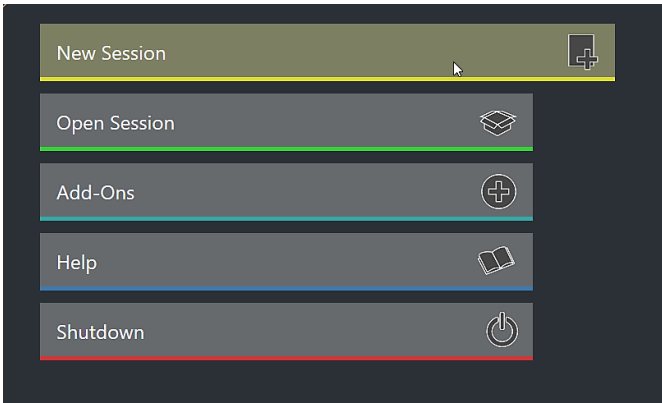 New Session
Open Session
Add-Ons
Help
Shutdown